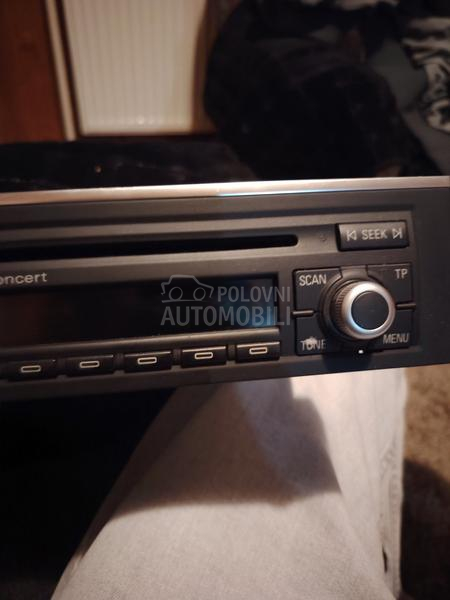 SEEK
oncert
SCAN
TP
POLOVNI
AUTOMOBILI
TONE
MENU